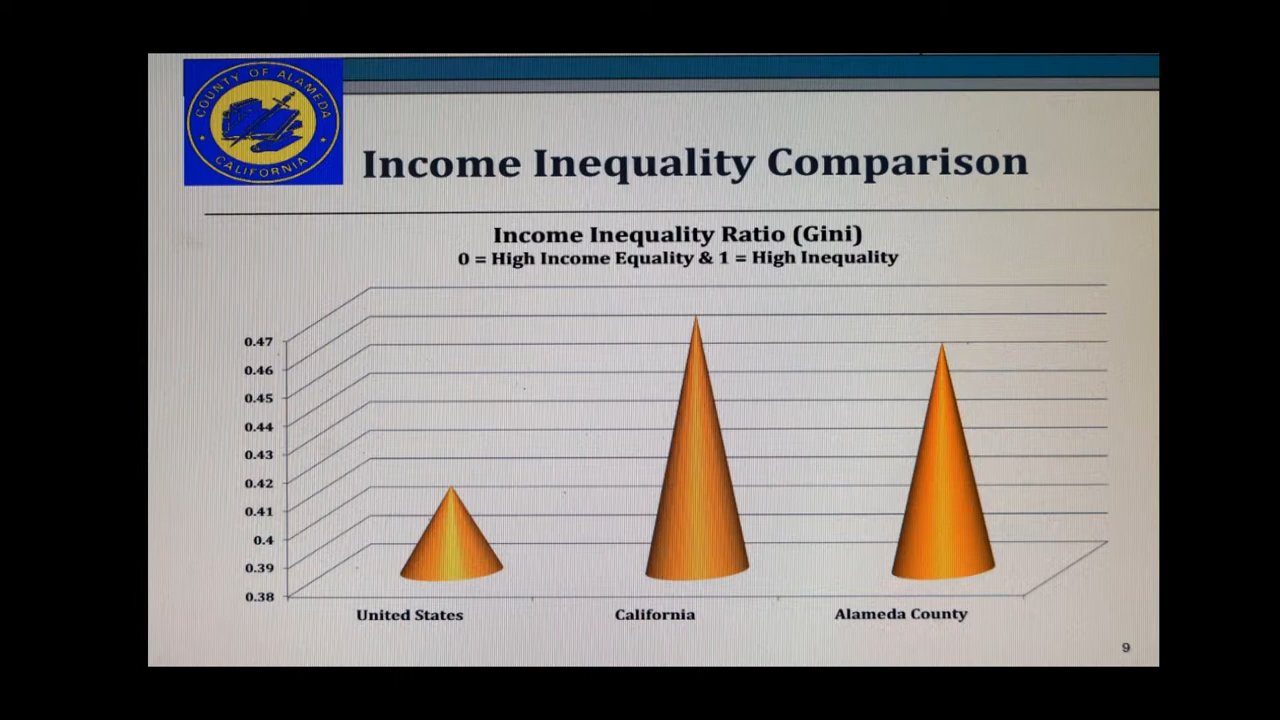 COUNTY OF ALAMEDA
CALIFORNIA
Income Inequality Comparison
Income Inequality Ratio (Gini)
0 = High Income Equality & 1 = High Inequality
0.47
0.46
0.45
0.44
0.43
0.42
0.41
0.4
0.39
0.38
United States
California
Alameda County
9